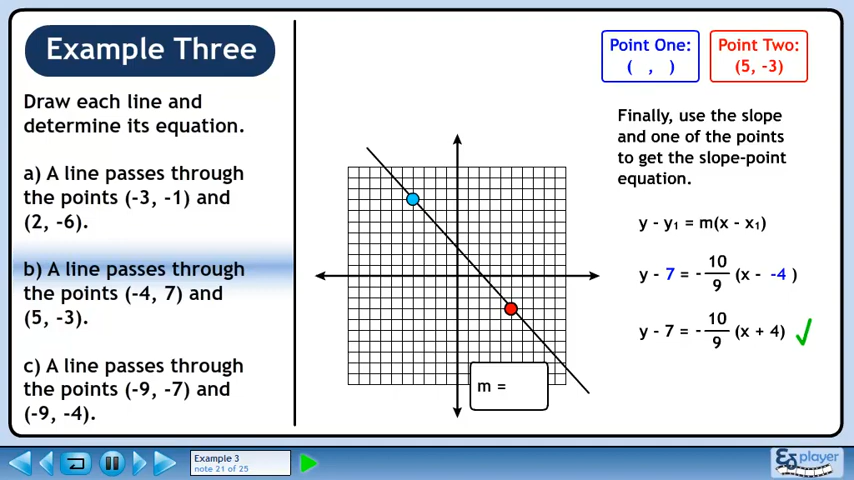 Example Three
Draw each line and
determine its equation.
a) A line passes through
the points (-3, -1) and
(2, -6).
b) A line passes through
the points (-4, 7) and
(5, -3).
c) A line passes through
the points (-9, -7) and
(-9, -4).
Point One:
( , )
Point Two:
(5, -3)
Finally, use the slope
and one of the points
to get the slope-point
equation.
y - y₁ = m(x - x₁)
y - 7 = -10/9 (x - -4 )
y - 7 = -10/9 (x + 4)
m =
Example 3
note 21 of 25
player